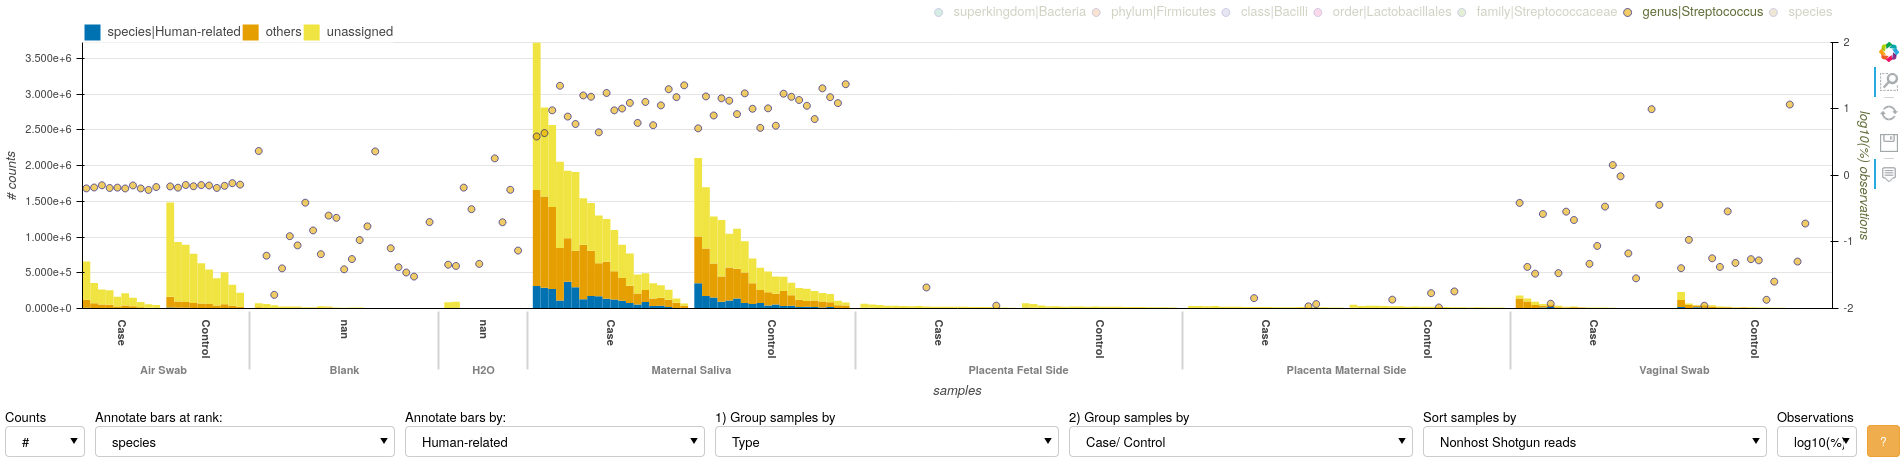 superkingdom|Bacteria phylum|Firmicutes class|Bacilli order|Lactobacillales family|Streptococcaceae genus|Streptococcus species
species|Human-related others unassigned
3.500e+6
3.000e+6
2.500e+6
2.000e+6
1.500e+6
1.000e+6
5.000e+5
0.000e+0
# counts
2
1
0
-1
-2
log10(%) observations
Case Control nan nan Case Control Case Control Case Control Case Control
Air Swab Blank H2O Maternal Saliva Placenta Fetal Side Placenta Maternal Side Vaginal Swab
samples
Counts Annotate bars at rank: Annotate bars by: 1) Group samples by 2) Group samples by Sort samples by Observations
# species Human-related Type Case/ Control Nonhost Shotgun reads log10(%) ?